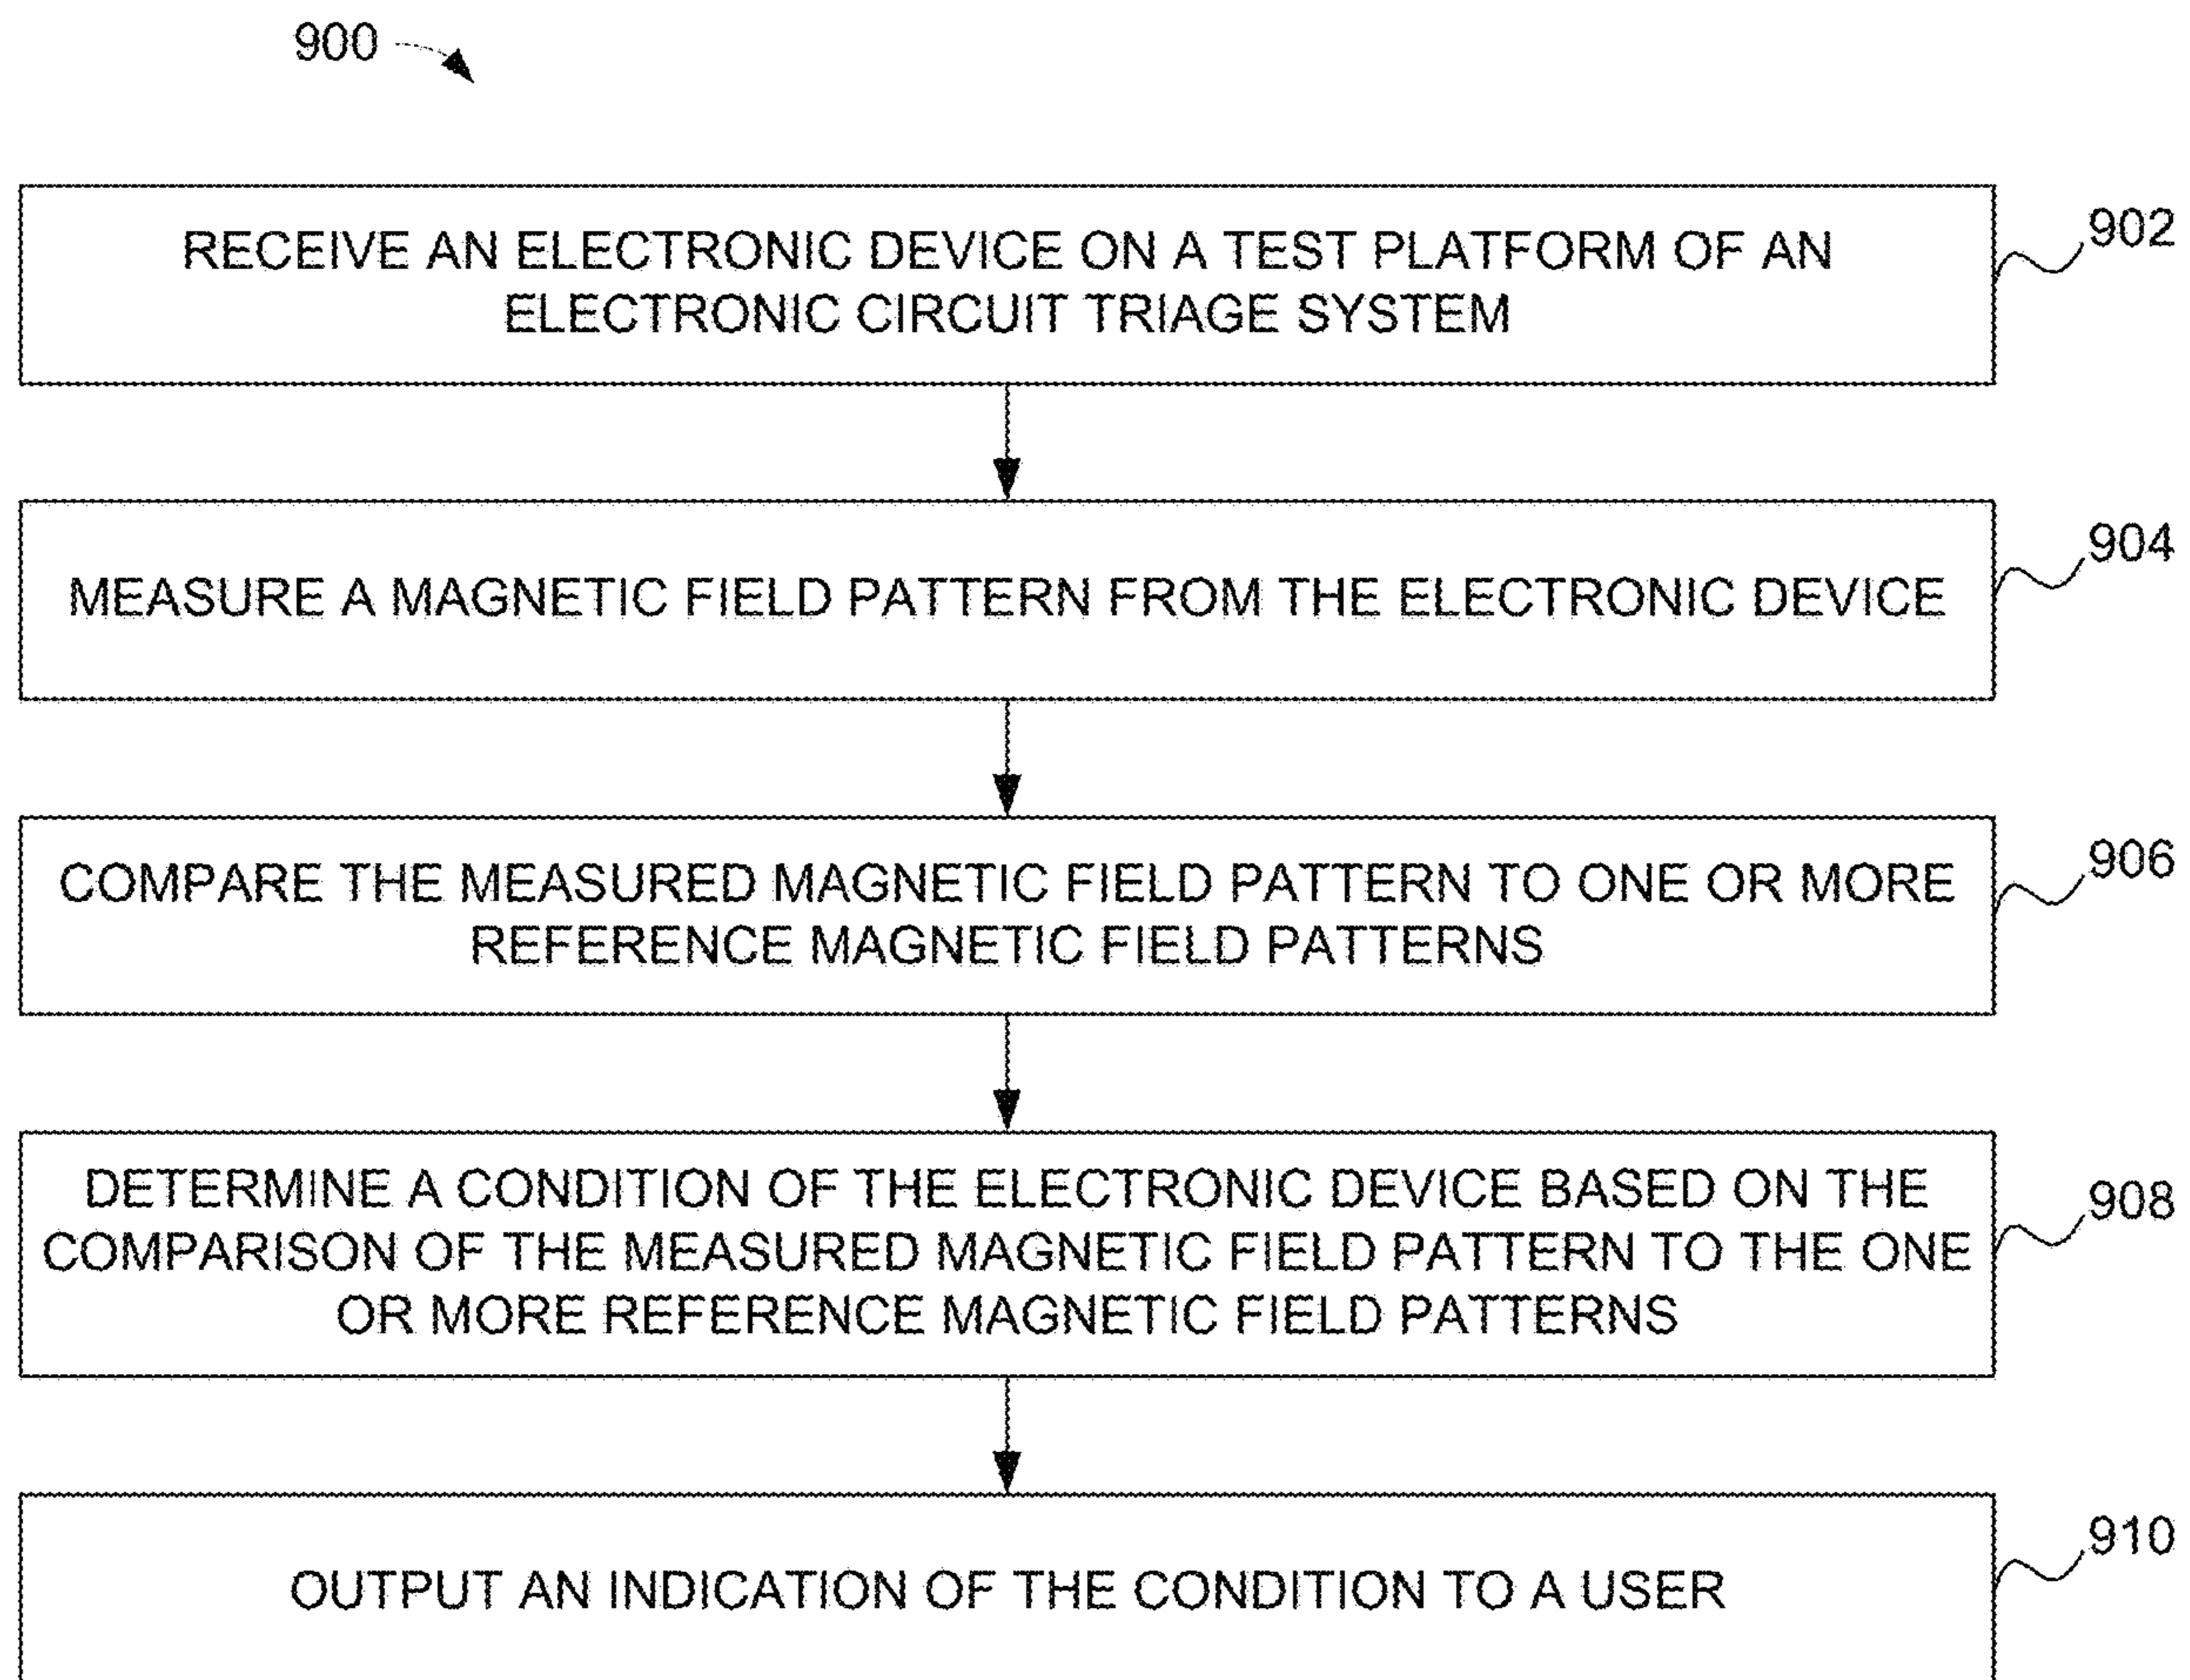 900
RECEIVE AN ELECTRONIC DEVICE ON A TEST PLATFORM OF AN
ELECTRONIC CIRCUIT TRIAGE SYSTEM
902
MEASURE A MAGNETIC FIELD PATTERN FROM THE ELECTRONIC DEVICE
904
COMPARE THE MEASURED MAGNETIC FIELD PATTERN TO ONE OR MORE
REFERENCE MAGNETIC FIELD PATTERNS
906
DETERMINE A CONDITION OF THE ELECTRONIC DEVICE BASED ON THE
COMPARISON OF THE MEASURED MAGNETIC FIELD PATTERN TO THE ONE
OR MORE REFERENCE MAGNETIC FIELD PATTERNS
908
OUTPUT AN INDICATION OF THE CONDITION TO A USER
910